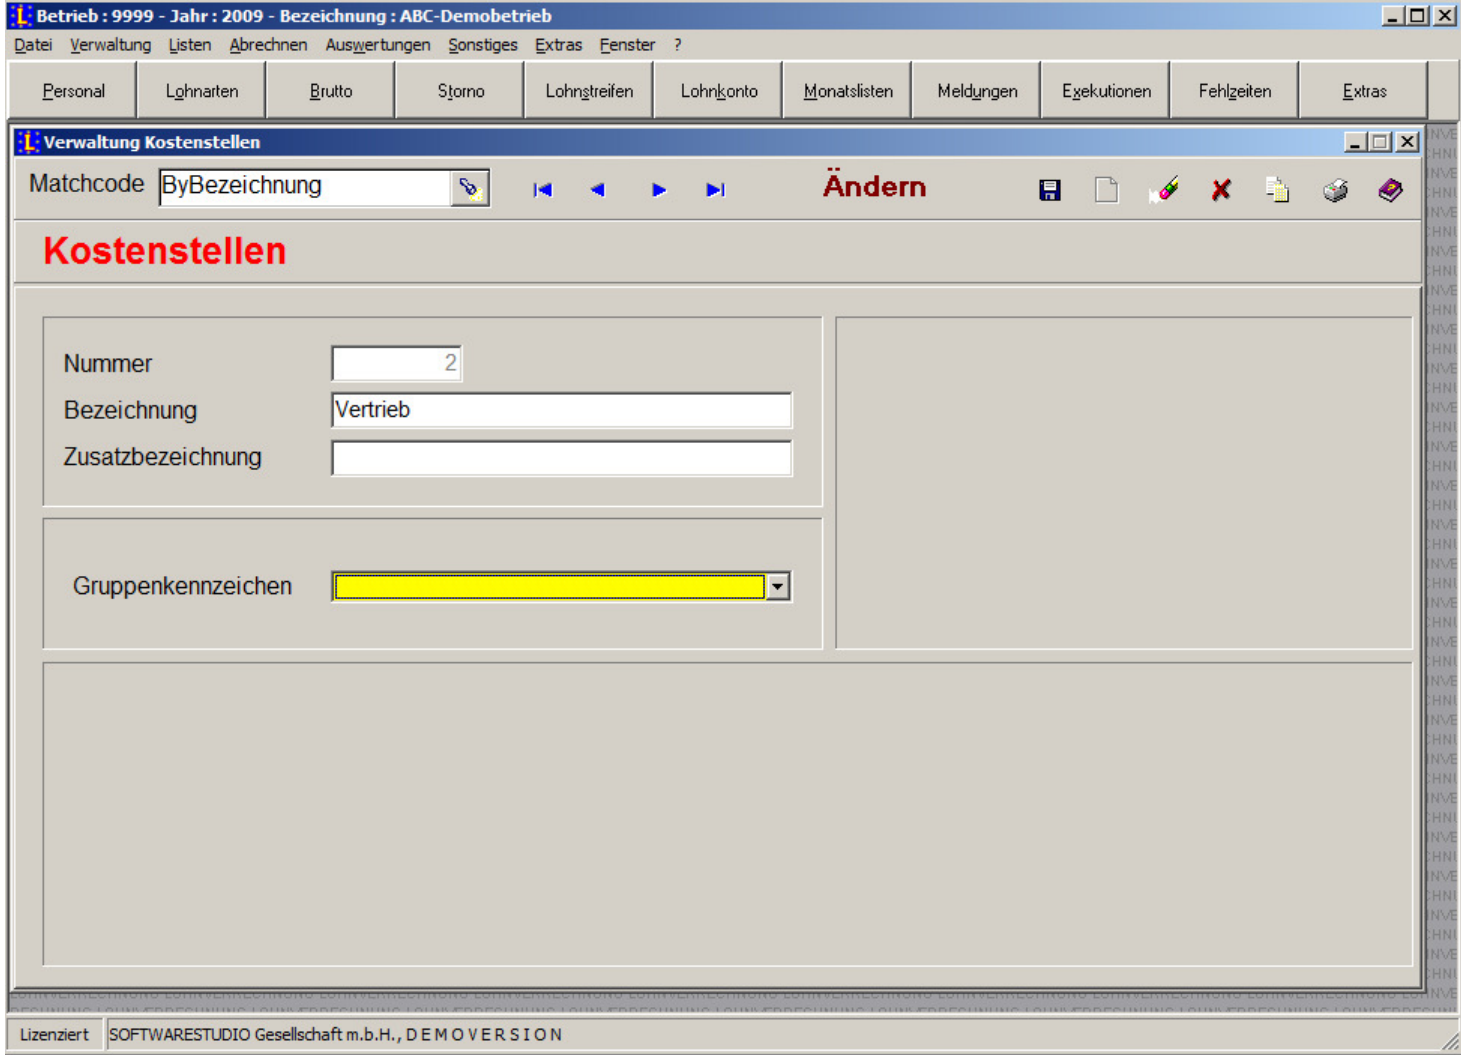 Betrieb : 9999 - Jahr : 2009 - Bezeichnung : ABC-Demobetrieb
Datei Verwaltung Listen Abrechnen Auswertungen Sonstiges Extras Fenster ?
Personal Lohnarten Brutto Storno Lohnstreifen Lohnkonto Monatslisten Meldungen Exekutionen Fehlzeiten Extras
Verwaltung Kostenstellen
Matchcode ByBezeichnung Ändern
Kostenstellen
Nummer 2
Bezeichnung Vertrieb
Zusatzbezeichnung
Gruppenkennzeichen
Lizenziert SOFTWARESTUDIO Gesellschaft m.b.H., D E M O V E R S I O N